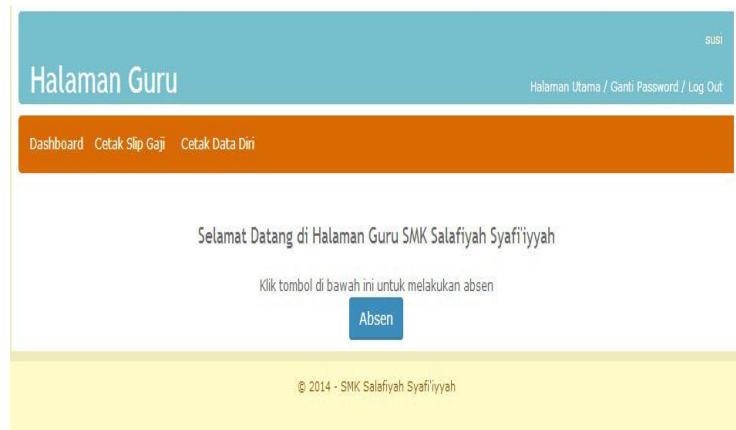 susi
Halaman Guru
Halaman Utama / Ganti Password / Log Out
Dashboard Cetak Slip Gaji Cetak Data Diri
Selamat Datang di Halaman Guru SMK Salafiyah Syafi'iyyah
Klik tombol di bawah ini untuk melakukan absen
Absen
© 2014 - SMK Salafiyah Syafi'iyyah